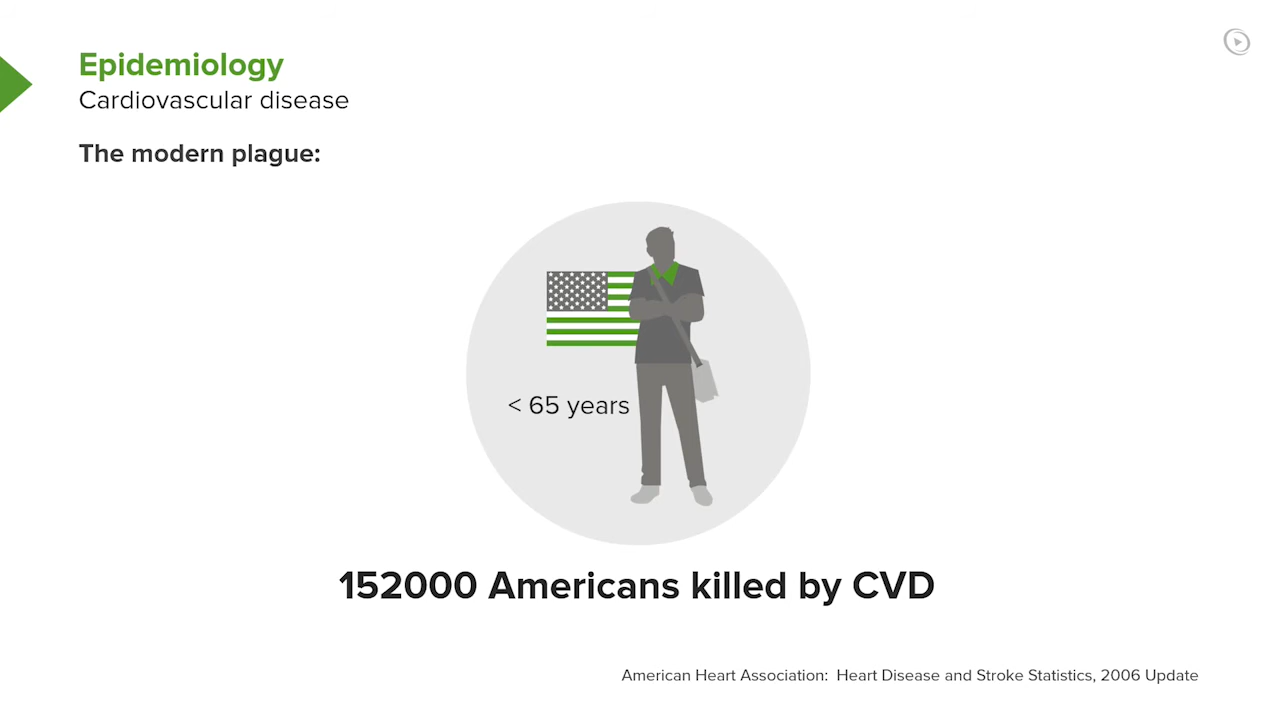 Epidemiology
Cardiovascular disease
The modern plague:
< 65 years
152000 Americans killed by CVD
American Heart Association:  Heart Disease and Stroke Statistics, 2006 Update